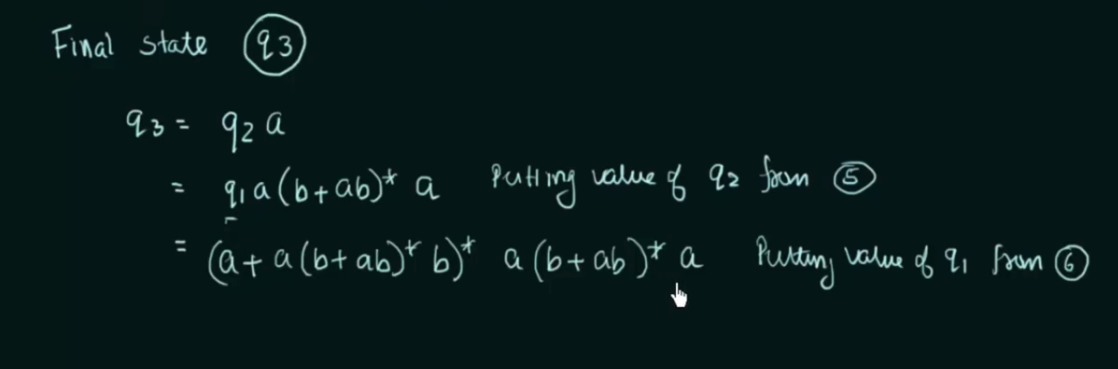 Final state q3
q3 = q2 a
= q1 a (b + ab)* a Putting value of q2 from 5
= (a + a (b + ab)* b)* a (b + ab)* a Putting value of q1 from 6